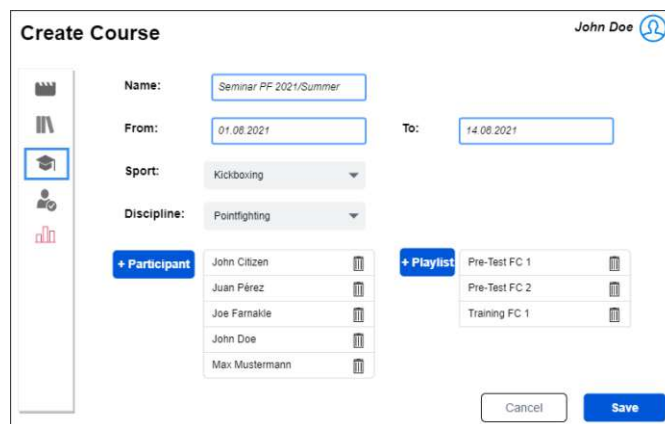 Create Course
John Doe
Name: Seminar PF 2021/Summer
From: 01.08.2021 To: 14.08.2021
Sport: Kickboxing
Discipline: Pointfighting
+ Participant John Citizen + Playlist Pre-Test FC 1
Juan Pérez Pre-Test FC 2
Joe Farnakle Training FC 1
John Doe
Max Mustermann
Cancel Save